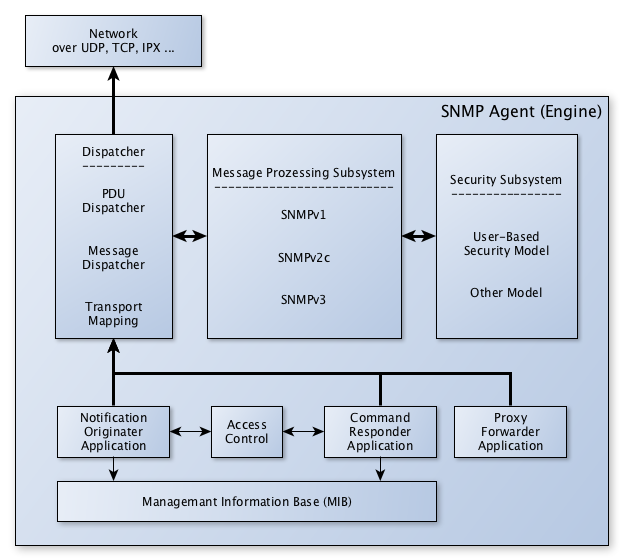 Network
over UDP, TCP, IPX ...
SNMP Agent (Engine)
Dispatcher
---------
PDU
Dispatcher
Message
Dispatcher
Transport
Mapping
Message Prozessing Subsystem
-----------------------
SNMPv1
SNMPv2c
SNMPv3
Security Subsystem
--------------
User-Based
Security Model
Other Model
Notification
Originater
Application
Access
Control
Command
Responder
Application
Proxy
Forwarder
Application
Managemant Information Base (MIB)